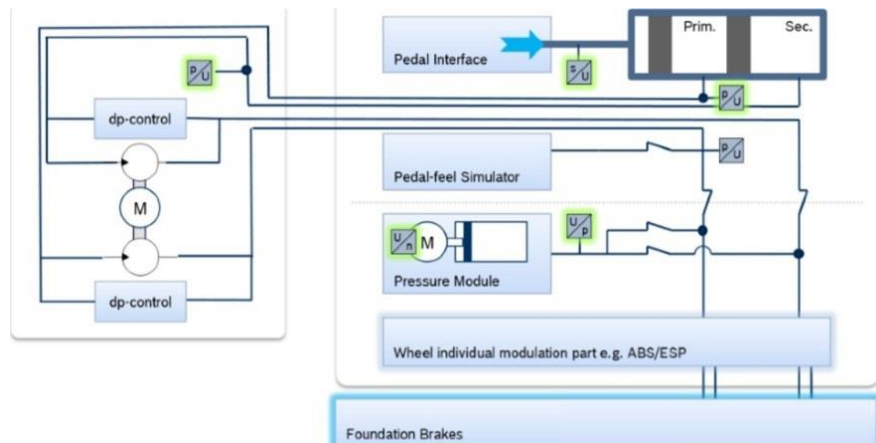 Prim.
Sec.
Pedal Interface
p/U
s/U
p/U
dp-control
p/U
Pedal-feel Simulator
M
U/n
M
U/p
Pressure Module
dp-control
Wheel individual modulation part e.g. ABS/ESP
Foundation Brakes